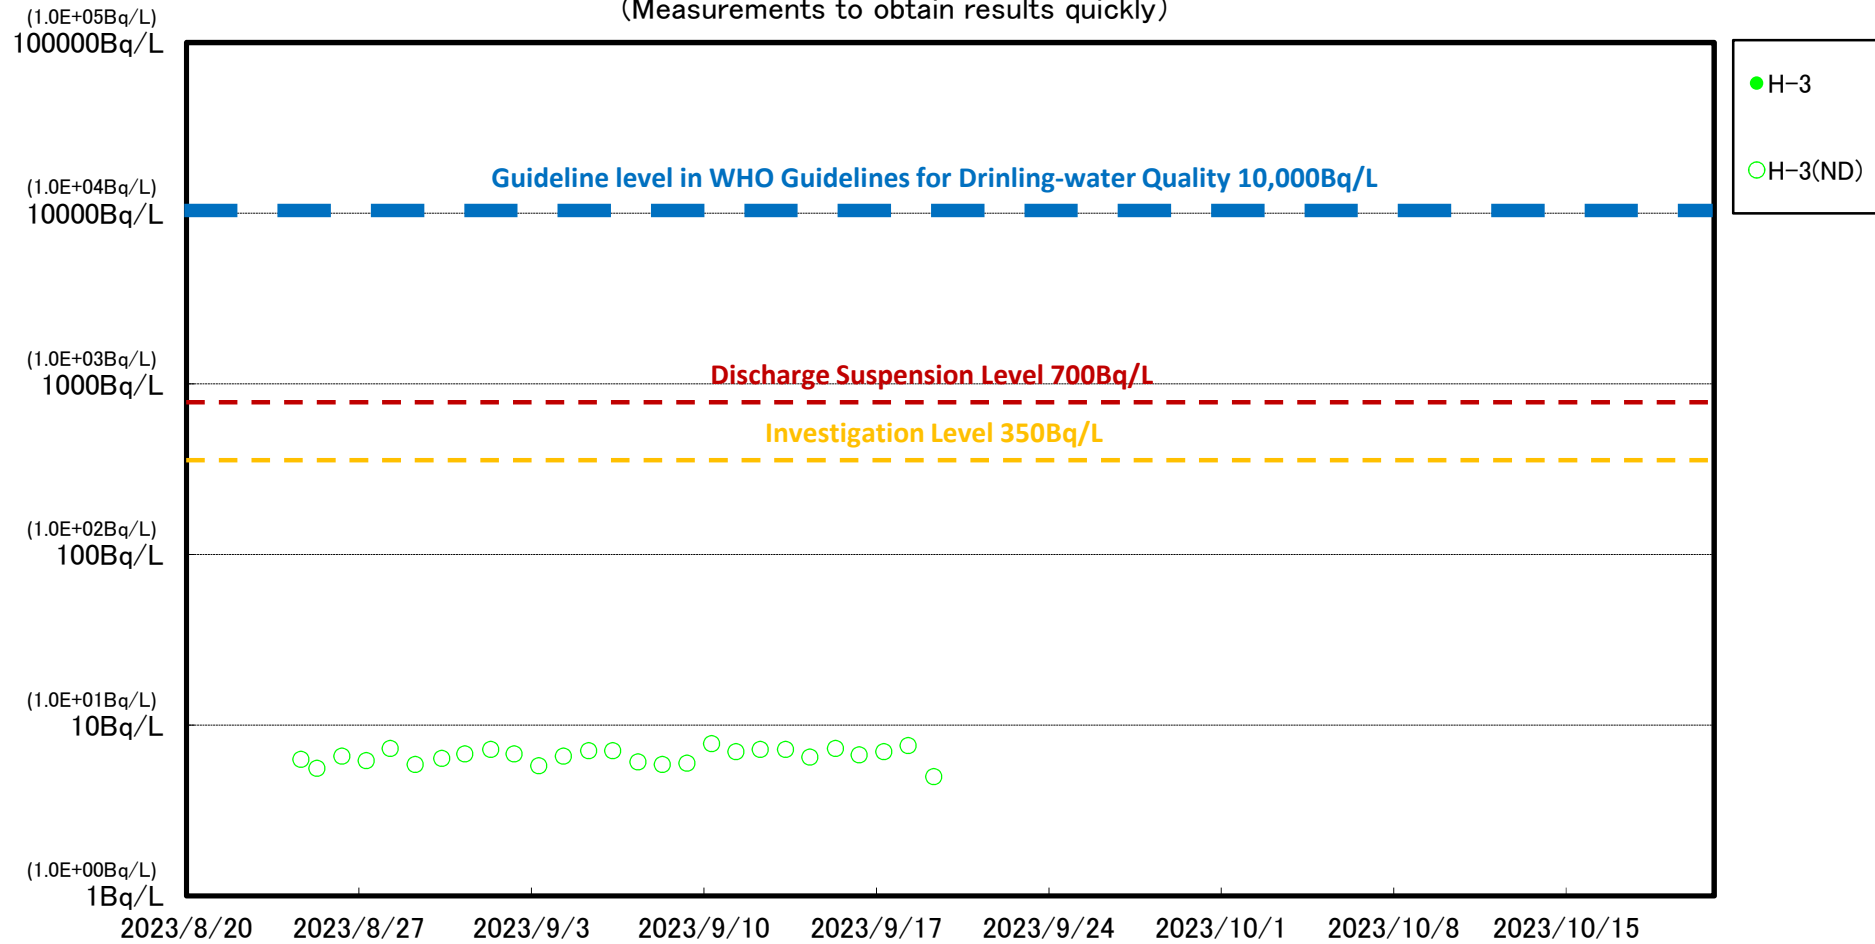 (Measurements to obtain results quickly)
(1.0E+05Bq/L)
100000Bq/L
H-3
H-3(ND)
Guideline level in WHO Guidelines for Drinling-water Quality 10,000Bq/L
(1.0E+04Bq/L)
10000Bq/L
(1.0E+03Bq/L)
1000Bq/L
Discharge Suspension Level 700Bq/L
Investigation Level 350Bq/L
(1.0E+02Bq/L)
100Bq/L
(1.0E+01Bq/L)
10Bq/L
(1.0E+00Bq/L)
1Bq/L
2023/8/20 2023/8/27 2023/9/3 2023/9/10 2023/9/17 2023/9/24 2023/10/1 2023/10/8 2023/10/15